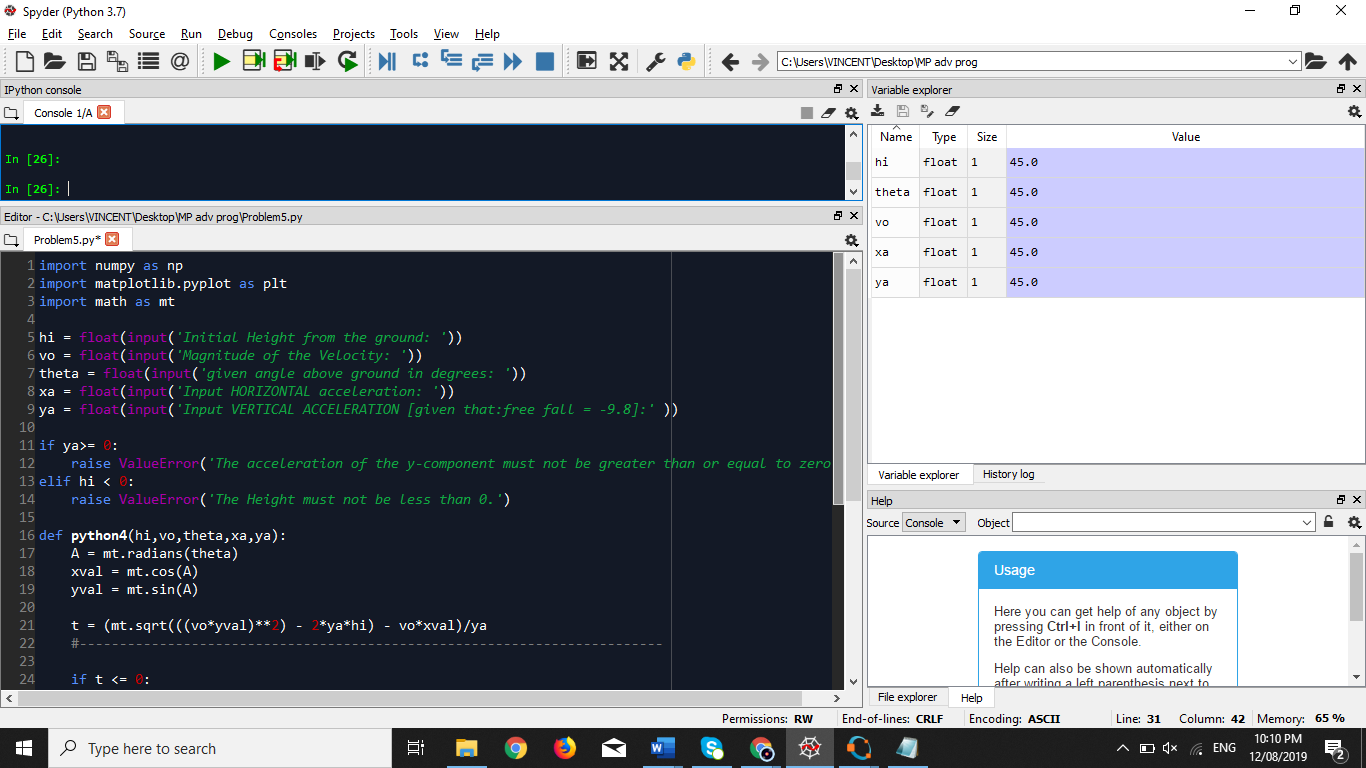 Spyder (Python 3.7)
File Edit Search Source Run Debug Consoles Projects Tools View Help
C:\Users\VINCENT\Desktop\MP adv prog
IPython console
Console 1/A
In [26]:
In [26]:
Editor - C:\Users\VINCENT\Desktop\MP adv prog\Problem5.py
Problem5.py*
1 import numpy as np
2 import matplotlib.pyplot as plt
3 import math as mt
4
5 hi = float(input('Initial Height from the ground: '))
6 vo = float(input('Magnitude of the Velocity: '))
7 theta = float(input('given angle above ground in degrees: '))
8 xa = float(input('Input HORIZONTAL acceleration: '))
9 ya = float(input('Input VERTICAL ACCELERATION [given that:free fall = -9.8]:' ))
10
11 if ya>= 0:
12     raise ValueError('The acceleration of the y-component must not be greater than or equal to zero
13 elif hi < 0:
14     raise ValueError('The Height must not be less than 0.')
15
16 def python4(hi,vo,theta,xa,ya):
17     A = mt.radians(theta)
18     xval = mt.cos(A)
19     yval = mt.sin(A)
20
21     t = (mt.sqrt(((vo*yval)**2) - 2*ya*hi) - vo*xval)/ya
22     #-------------------------------------------------------------------------
23
24     if t <= 0:
Variable explorer
Name Type Size Value
hi float 1 45.0
theta float 1 45.0
vo float 1 45.0
xa float 1 45.0
ya float 1 45.0
Variable explorer History log
Help
Source Console Object
Usage
Here you can get help of any object by
pressing Ctrl+I in front of it, either on
the Editor or the Console.
Help can also be shown automatically
after writing a left parenthesis next to
File explorer Help
Permissions: RW End-of-lines: CRLF Encoding: ASCII Line: 31 Column: 42 Memory: 65 %
Type here to search
ENG
10:10 PM
12/08/2019
2